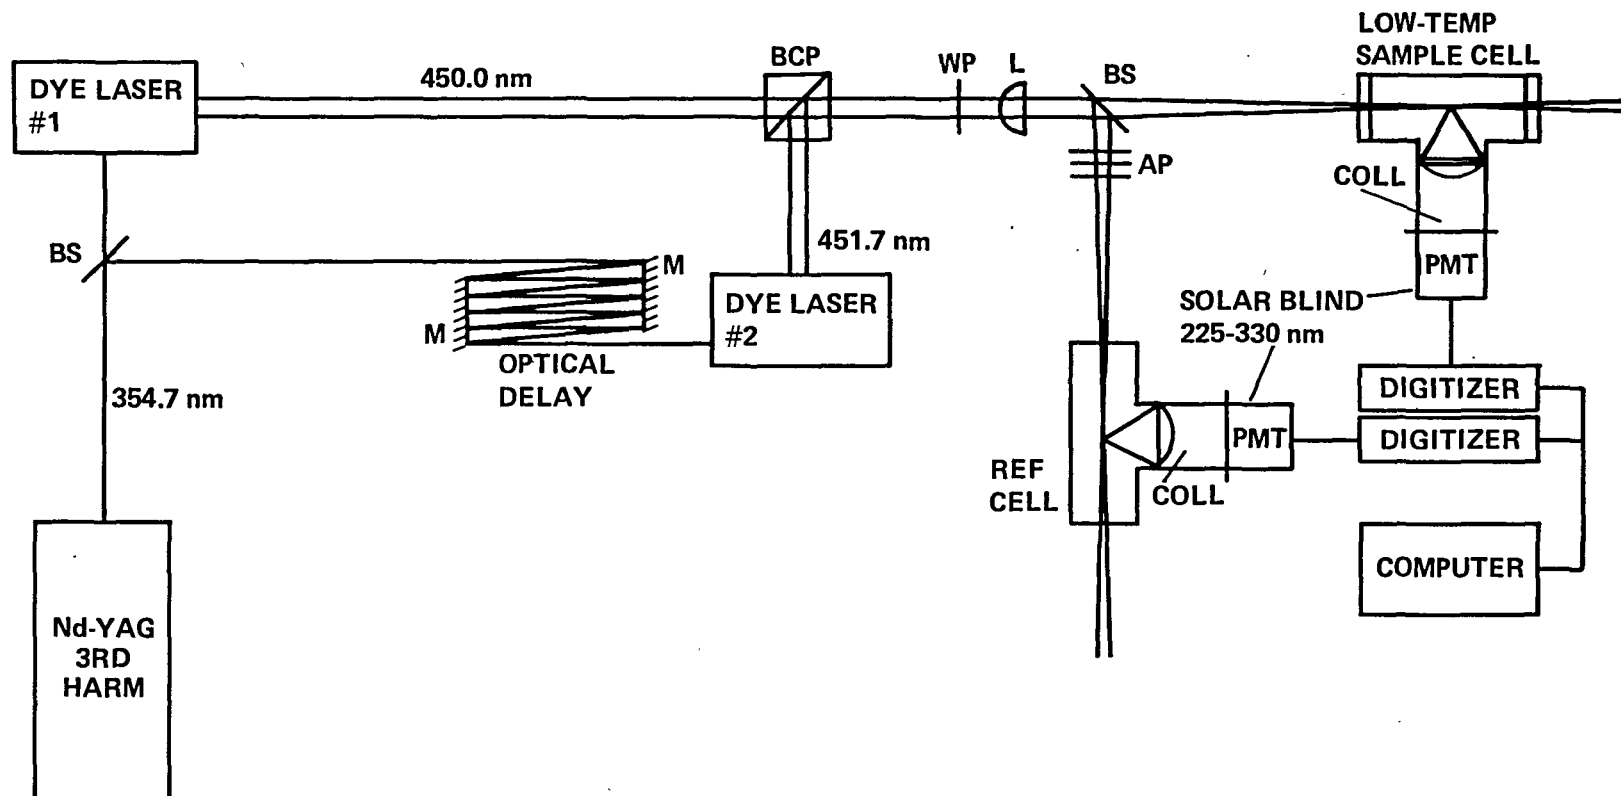 LOW-TEMP
SAMPLE CELL
DYE LASER
#1
450.0 nm
BCP
WP
L
BS
AP
COLL
PMT
BS
M
M
OPTICAL
DELAY
451.7 nm
DYE LASER
#2
SOLAR BLIND
225-330 nm
354.7 nm
DIGITIZER
DIGITIZER
PMT
REF
CELL
COLL
COMPUTER
Nd-YAG
3RD
HARM